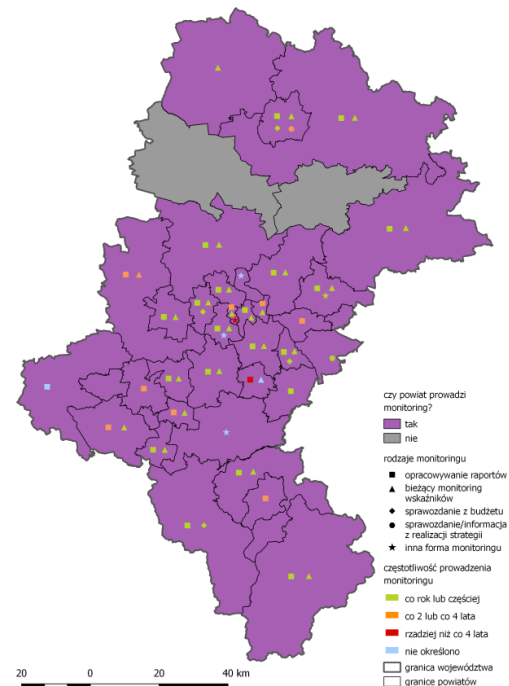 czy powiat prowadzi
monitoring?
tak
nie
rodzaje monitoringu
opracowywanie raportów
bieżący monitoring
wskaźników
sprawozdanie z budżetu
sprawozdanie/informacja
z realizacji strategii
inna forma monitoringu
częstotliwość prowadzenia
monitoringu
co rok lub częściej
co 2 lub co 4 lata
rzadziej niż co 4 lata
nie określono
granica województwa
granice powiatów
20 0 20 40 km